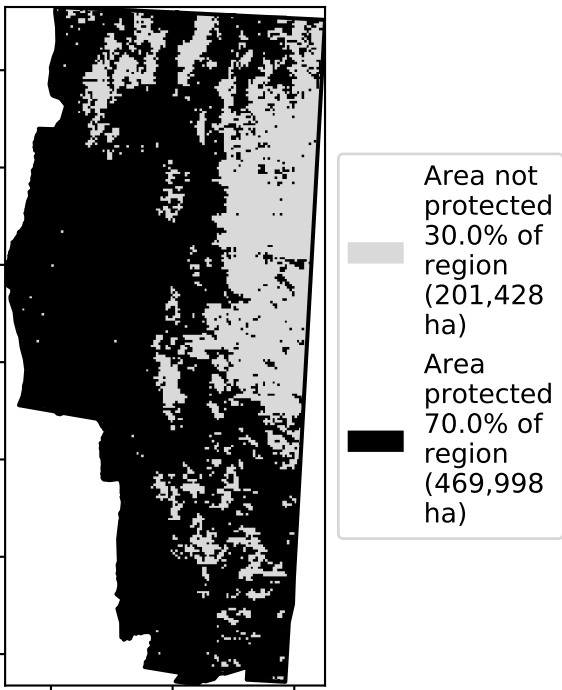 Area not
protected
30.0% of
region
(201,428
ha)
Area
protected
70.0% of
region
(469,998
ha)